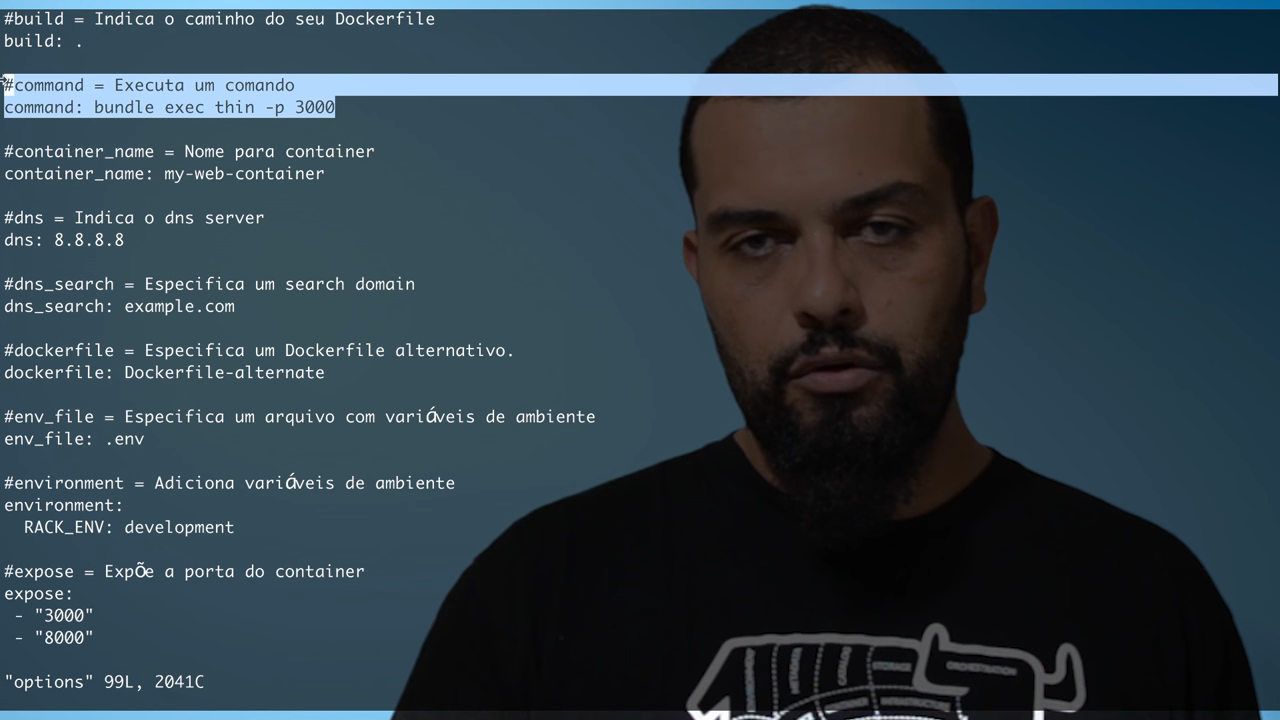 #build = Indica o caminho do seu Dockerfile
build: .
#command = Executa um comando
command: bundle exec thin -p 3000
#container_name = Nome para container
container_name: my-web-container
#dns = Indica o dns server
dns: 8.8.8.8
#dns_search = Especifica um search domain
dns_search: example.com
#dockerfile = Especifica um Dockerfile alternativo.
dockerfile: Dockerfile-alternate
#env_file = Especifica um arquivo com variáveis de ambiente
env_file: .env
#environment = Adiciona variáveis de ambiente
environment:
  RACK_ENV: development
#expose = Expõe a porta do container
expose:
 - "3000"
 - "8000"
"options" 99L, 2041C
STORAGE
ORCHESTRATION